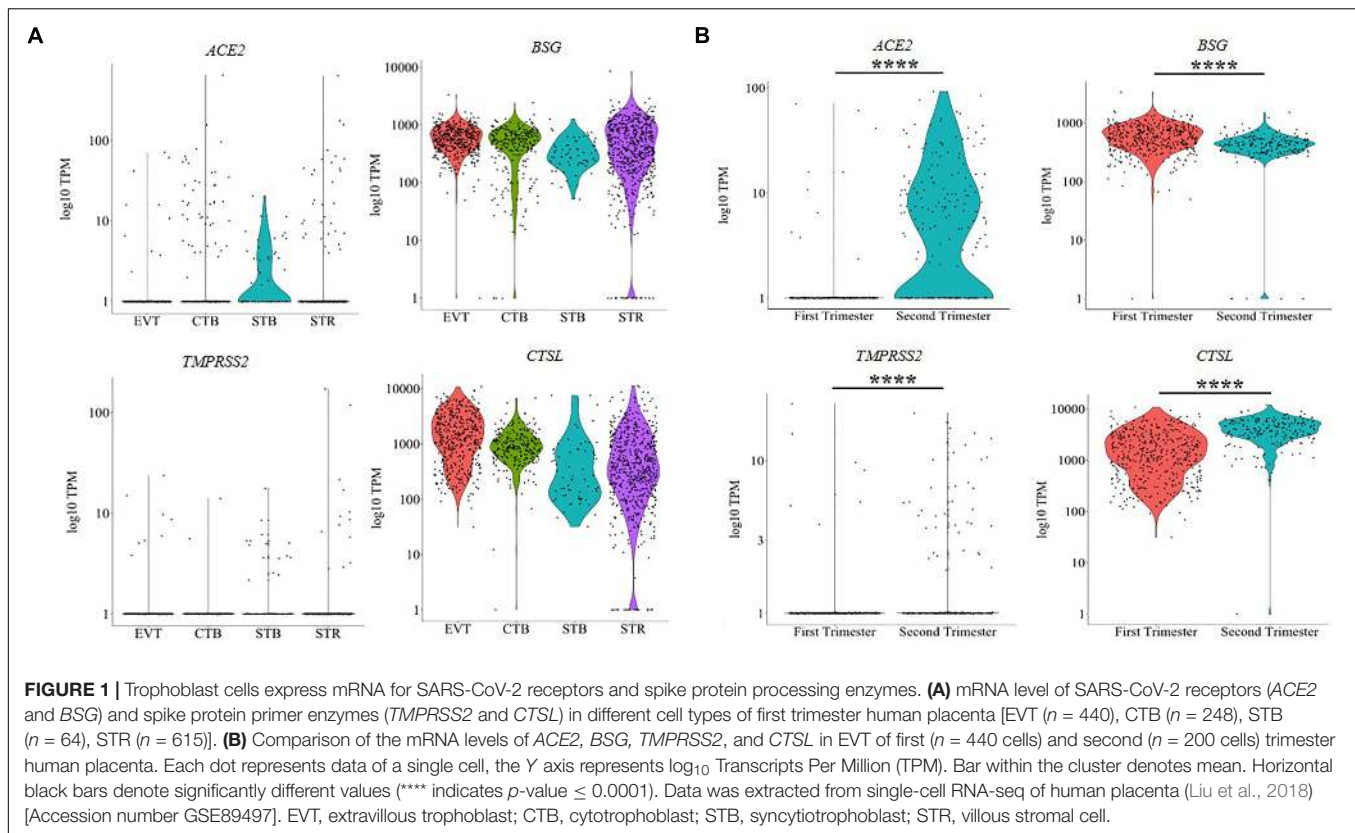 A
ACE2
log10 TPM
100
10
1
EVT CTB STB STR
BSG
log10 TPM
10000
1000
100
10
1
EVT CTB STB STR
TMPRSS2
log10 TPM
100
10
1
EVT CTB STB STR
CTSL
log10 TPM
10000
1000
100
10
1
EVT CTB STB STR
B
ACE2
****
log10 TPM
100
10
1
First Trimester Second Trimester
BSG
****
log10 TPM
1000
100
10
1
First Trimester Second Trimester
TMPRSS2
****
log10 TPM
10
3
1
First Trimester Second Trimester
CTSL
****
log10 TPM
10000
1000
100
10
1
First Trimester Second Trimester
FIGURE 1 | Trophoblast cells express mRNA for SARS-CoV-2 receptors and spike protein processing enzymes. (A) mRNA level of SARS-CoV-2 receptors (ACE2
and BSG) and spike protein primer enzymes (TMPRSS2 and CTSL) in different cell types of first trimester human placenta [EVT (n = 440), CTB (n = 248), STB
(n = 64), STR (n = 615)]. (B) Comparison of the mRNA levels of ACE2, BSG, TMPRSS2, and CTSL in EVT of first (n = 440 cells) and second (n = 200 cells) trimester
human placenta. Each dot represents data of a single cell, the Y axis represents log10 Transcripts Per Million (TPM). Bar within the cluster denotes mean. Horizontal
black bars denote significantly different values (**** indicates p-value ≤ 0.0001). Data was extracted from single-cell RNA-seq of human placenta (Liu et al., 2018)
[Accession number GSE89497]. EVT, extravillous trophoblast; CTB, cytotrophoblast; STB, syncytiotrophoblast; STR, villous stromal cell.